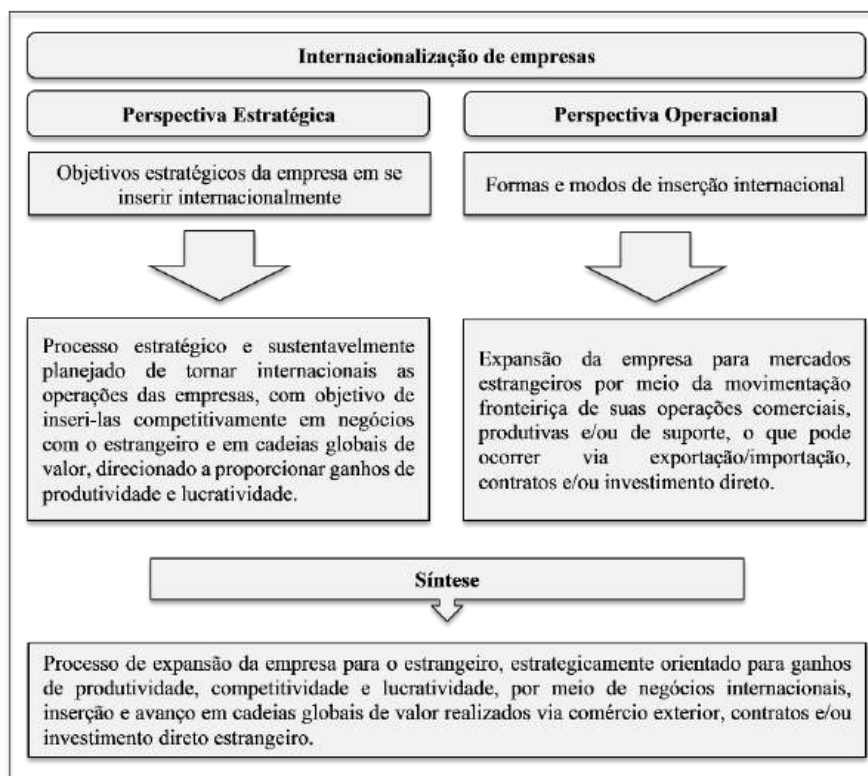 Internacionalização de empresas
Perspectiva Estratégica
Perspectiva Operacional
Objetivos estratégicos da empresa em se
inserir internacionalmente
Formas e modos de inserção internacional
Processo estratégico e sustentavelmente
planejado de tornar internacionais as
operações das empresas, com objetivo de
inseri-las competitivamente em negócios
com o estrangeiro e em cadeias globais de
valor, direcionado a proporcionar ganhos de
produtividade e lucratividade.
Expansão da empresa para mercados
estrangeiros por meio da movimentação
fronteiriça de suas operações comerciais,
produtivas e/ou de suporte, o que pode
ocorrer via exportação/importação,
contratos e/ou investimento direto.
Síntese
Processo de expansão da empresa para o estrangeiro, estrategicamente orientado para ganhos
de produtividade, competitividade e lucratividade, por meio de negócios internacionais,
inserção e avanço em cadeias globais de valor realizados via comércio exterior, contratos e/ou
investimento direto estrangeiro.